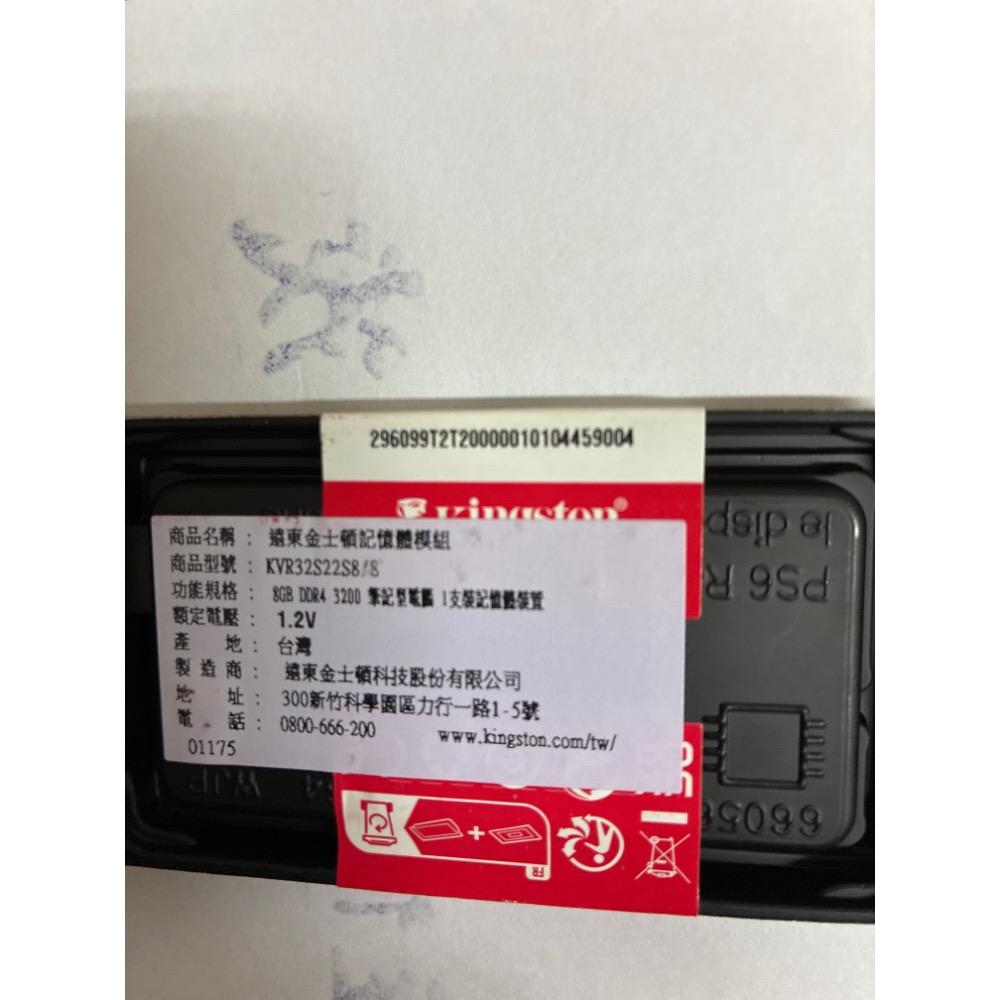 296099T2T20000010104459004
Kingston®
商品名稱： 遠東金士頓記憶體模組
商品型號： KVR32S22S8/8
功能規格： 8GB DDR4 3200 筆記型電腦 1支裝記憶體裝置
額定電壓： 1.2V
產 地： 台灣
製造商： 遠東金士頓科技股份有限公司
地 址： 300新竹科學園區力行一路1-5號
電 話： 0800-666-200 www.kingston.com/tw/
01175
le disp
PS6 R
66056
FR